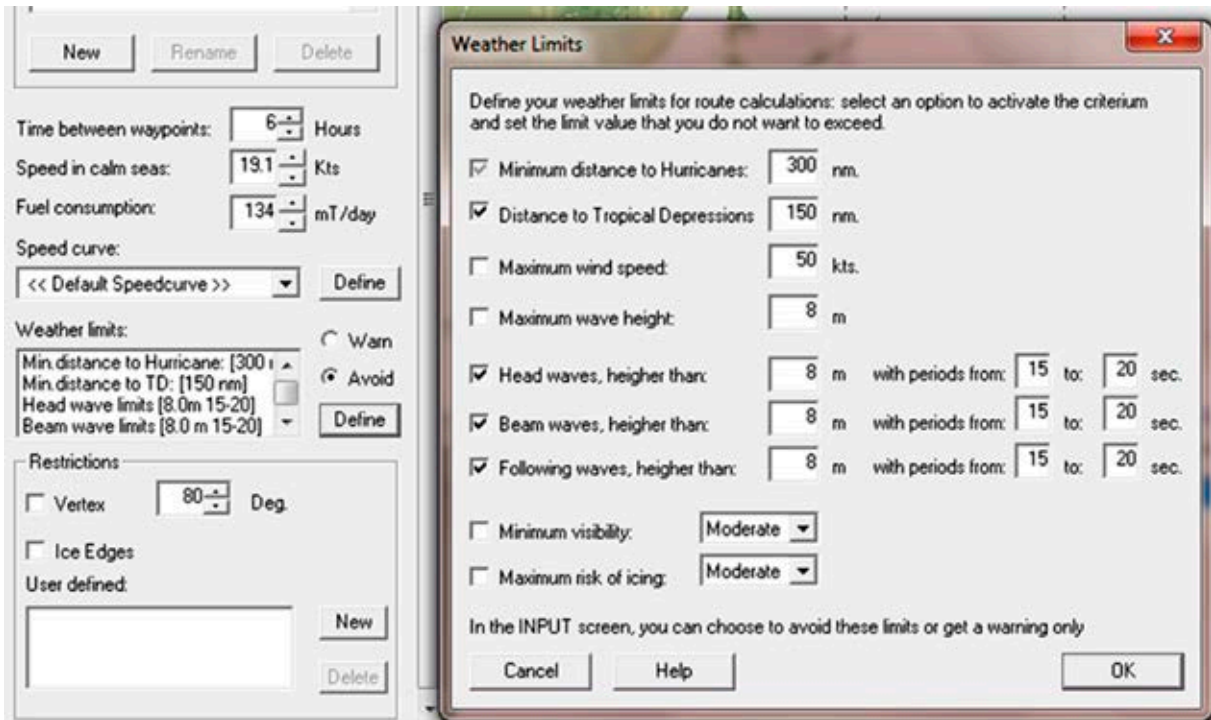 New Rename Delete
Time between waypoints: 6 Hours
Speed in calm seas: 19.1 Kts
Fuel consumption: 134 mT/day
Speed curve:
<< Default Speedcurve >> Define
Weather limits:
Warn
Min.distance to Hurricane: [300
Min.distance to TD: [150 nm]
Avoid
Head wave limits [8.0m 15-20]
Beam wave limits [8.0 m 15-20]
Define
Restrictions
Vertex 80 Deg.
Ice Edges
User defined:
New
Delete
Weather Limits
Define your weather limits for route calculations: select an option to activate the criterium
and set the limit value that you do not want to exceed.
Minimum distance to Hurricanes: 300 nm.
Distance to Tropical Depressions 150 nm.
Maximum wind speed: 50 kts.
Maximum wave height: 8 m
Head waves, heigher than: 8 m with periods from: 15 to: 20 sec.
Beam waves, heigher than: 8 m with periods from: 15 to: 20 sec.
Following waves, heigher than: 8 m with periods from: 15 to: 20 sec.
Minimum visibility: Moderate
Maximum risk of icing: Moderate
In the INPUT screen, you can choose to avoid these limits or get a warning only
Cancel Help OK